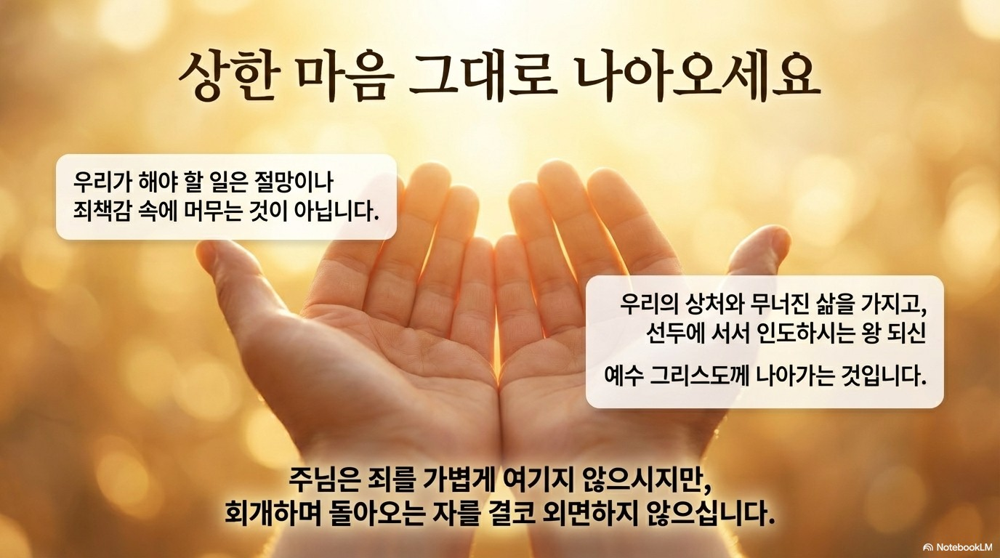 상한 마음 그대로 나아오세요
우리가 해야 할 일은 절망이나
죄책감 속에 머무는 것이 아닙니다.
우리의 상처와 무너진 삶을 가지고,
선두에 서서 인도하시는 왕 되신
예수 그리스도께 나아가는 것입니다.
주님은 죄를 가볍게 여기지 않으시지만,
회개하며 돌아오는 자를 결코 외면하지 않으십니다.
NotebookLM